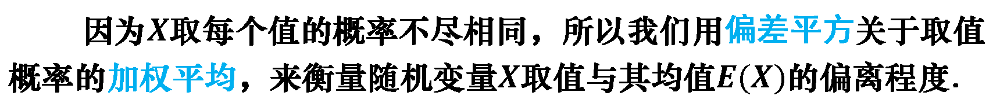 因为X取每个值的概率不尽相同，所以我们用偏差平方关于取值
概率的加权平均，来衡量随机变量X取值与其均值E(X)的偏离程度.